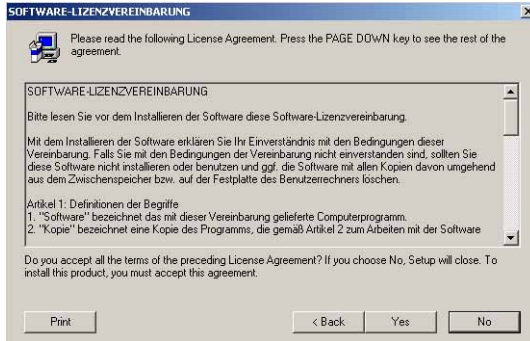 SOFTWARE-LIZENZVEREINBARUNG
Please read the following License Agreement. Press the PAGE DOWN key to see the rest of the
agreement.
SOFTWARE-LIZENZVEREINBARUNG
Bitte lesen Sie vor dem Installieren der Software diese Software-Lizenzvereinbarung.
Mit dem Installieren der Software erklären Sie Ihr Einverständnis mit den Bedingungen dieser
Vereinbarung. Falls Sie mit den Bedingungen der Vereinbarung nicht einverstanden sind, sollten Sie
diese Software nicht installieren oder benutzen und ggf. die Software mit allen Kopien davon umgehend
aus dem Zwischenspeicher bzw. auf der Festplatte des Benutzerrechners löschen.
Artikel 1: Definitionen der Begriffe
1. "Software" bezeichnet das mit dieser Vereinbarung gelieferte Computerprogramm.
2. "Kopie" bezeichnet eine Kopie des Programms, die gemäß Artikel 2 zum Arbeiten mit der Software
Do you accept all the terms of the preceding License Agreement? If you choose No, Setup will close. To
install this product, you must accept this agreement.
Print
< Back
Yes
No